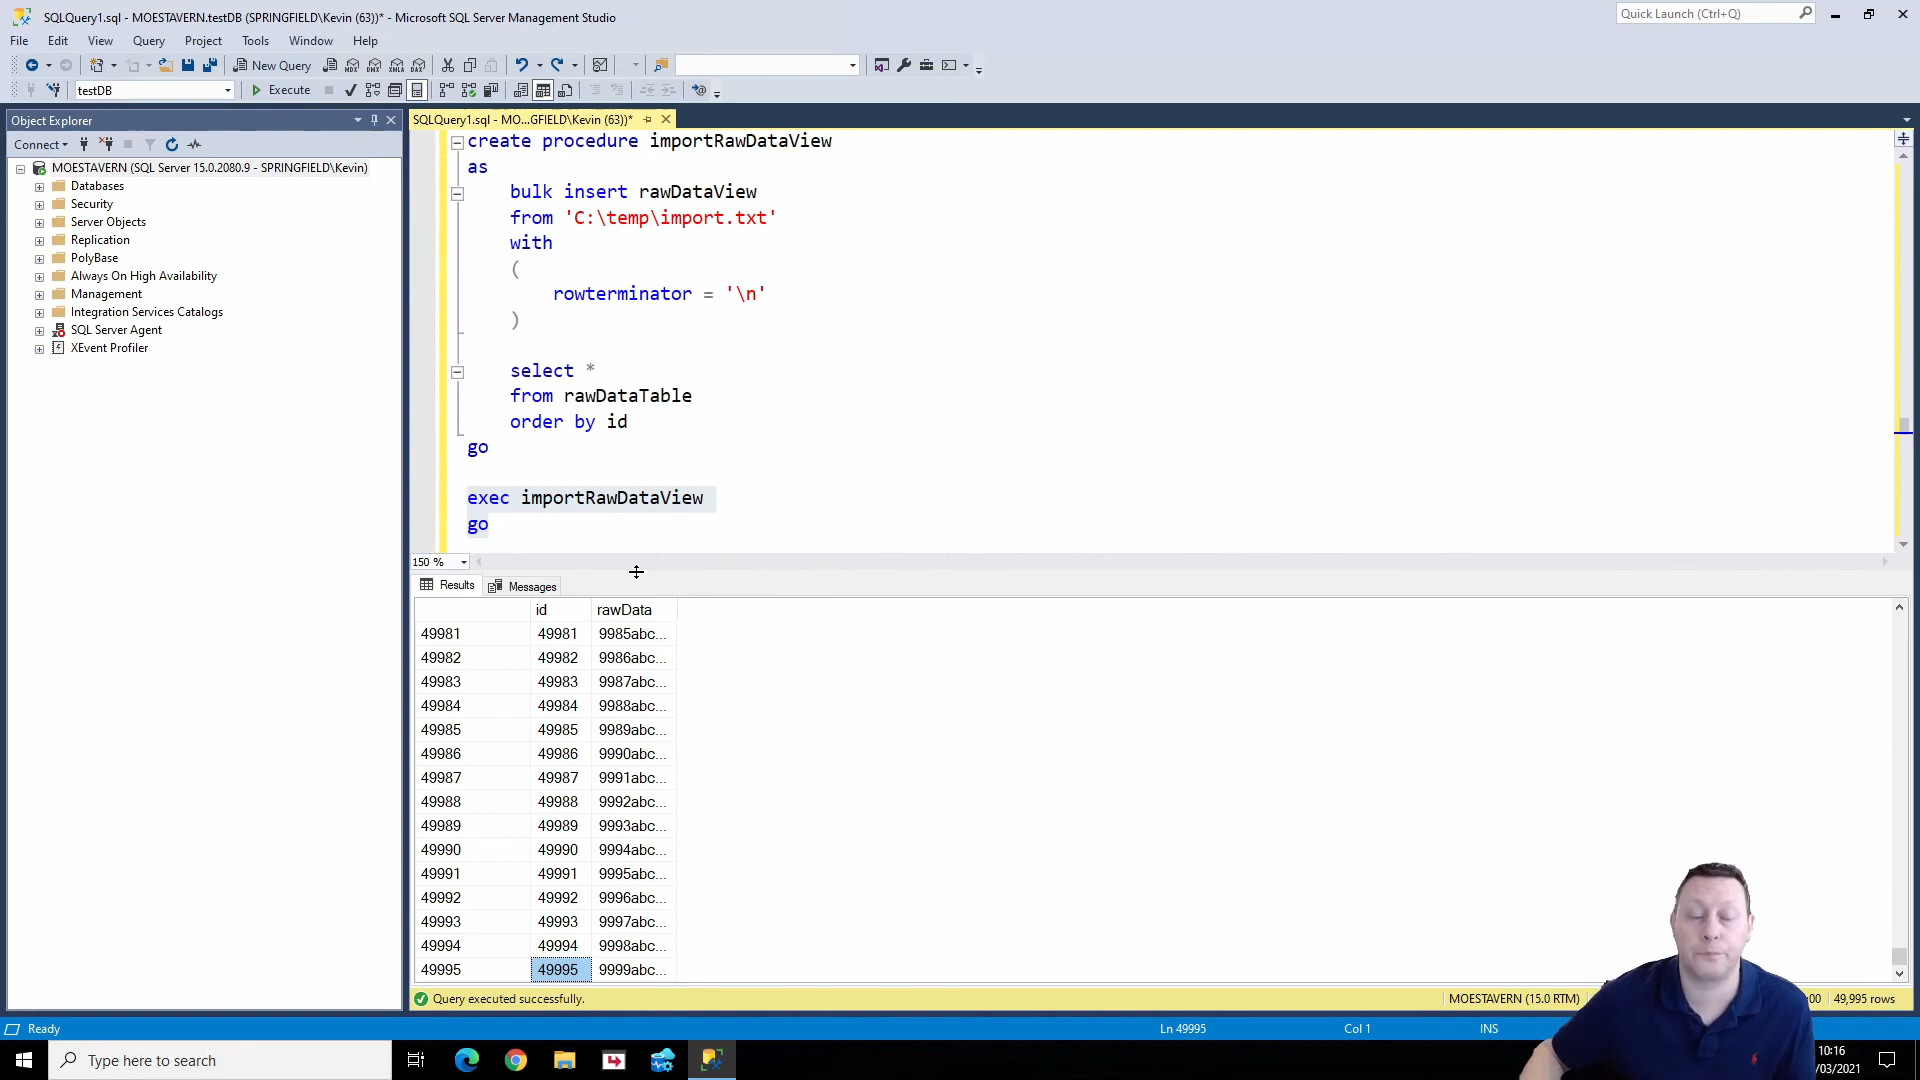 SQLQuery1.sql - MOESTAVERN.testDB (SPRINGFIELD\Kevin (63))* - Microsoft SQL Server Management Studio
Quick Launch (Ctrl+Q)
File Edit View Query Project Tools Window Help
New Query
MDX DMX XMLA DAX
testDB
Execute
Object Explorer
SQLQuery1.sql - MO...GFIELD\Kevin (63))*
Connect
MOESTAVERN (SQL Server 15.0.2080.9 - SPRINGFIELD\Kevin)
Databases
Security
Server Objects
Replication
PolyBase
Always On High Availability
Management
Integration Services Catalogs
SQL Server Agent
XEvent Profiler
create procedure importRawDataView
as
bulk insert rawDataView
from 'C:\temp\import.txt'
with
(
rowterminator = '\n'
)
select *
from rawDataTable
order by id
go
exec importRawDataView
go
150 %
Results Messages
id rawData
49981 49981 9985abc...
49982 49982 9986abc...
49983 49983 9987abc...
49984 49984 9988abc...
49985 49985 9989abc...
49986 49986 9990abc...
49987 49987 9991abc...
49988 49988 9992abc...
49989 49989 9993abc...
49990 49990 9994abc...
49991 49991 9995abc...
49992 49992 9996abc...
49993 49993 9997abc...
49994 49994 9998abc...
49995 49995 9999abc...
Query executed successfully.
MOESTAVERN (15.0 RTM)
:00 49,995 rows
Ready
Ln 49995 Col 1 INS
Type here to search
10:16
/03/2021